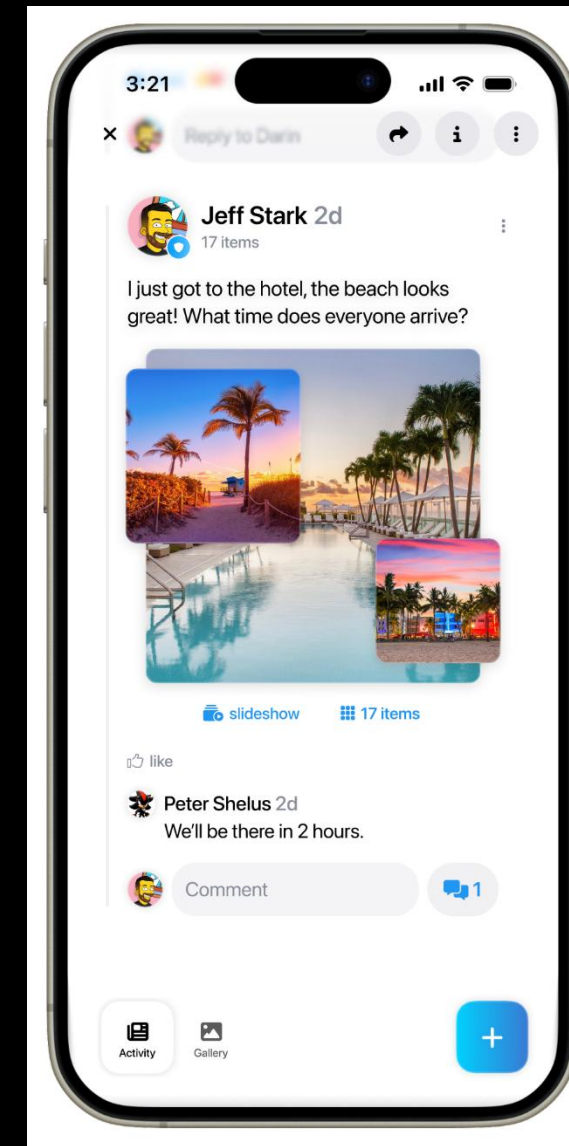 3:21
Reply to Darin
Jeff Stark 2d
17 items
I just got to the hotel, the beach looks
great! What time does everyone arrive?
slideshow
17 items
like
Peter Shelus 2d
We'll be there in 2 hours.
Comment
1
Activity
Gallery